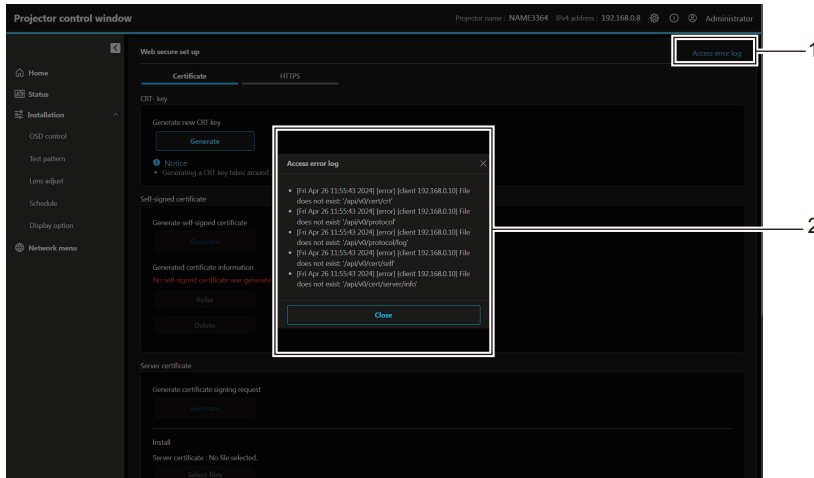 Projector control window
Projector name : NAME3364 IPv4 address : 192.168.0.8 Administrator
Web secure set up
Access error log
1
Home
Certificate
HTTPS
Status
CRT- key
Installation
Generate new CRT key
OSD control
Generate
Test pattern
Notice
• Generating a CRT key takes around
Lens adjust
Schedule
Display option
Network menu
Self-signed certificate
Generate self-signed certificate
Generate
Generated certificate information
No self-signed certificate was generate
Refer
Delete
Access error log
• [Fri Apr 26 11:55:43 2024] [error] [client 192.168.0.10] File
does not exist: '/api/v0/cert/crt'
• [Fri Apr 26 11:55:43 2024] [error] [client 192.168.0.10] File
does not exist: '/api/v0/protocol'
• [Fri Apr 26 11:55:43 2024] [error] [client 192.168.0.10] File
does not exist: '/api/v0/protocol/log'
• [Fri Apr 26 11:55:43 2024] [error] [client 192.168.0.10] File
does not exist: '/api/v0/cert/self'
• [Fri Apr 26 11:55:43 2024] [error] [client 192.168.0.10] File
does not exist: '/api/v0/cert/server/info'
Close
2
Server certificate
Generate certificate signing request
Generate
Install
Server certificate : No file selected.
Select files